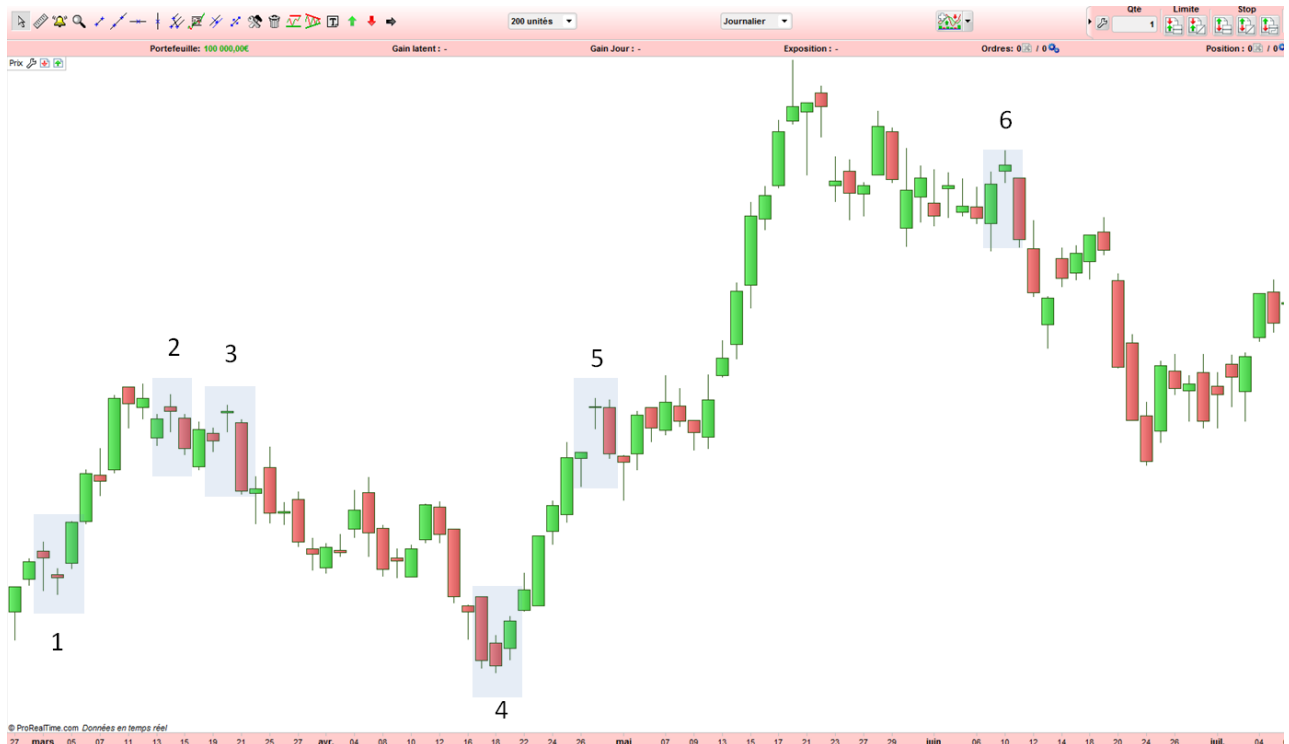 200 unités
Journalier
Qte
Limite
Stop
1
Portefeuille: 100 000,00€
Gain latent : -
Gain Jour : -
Exposition : -
Ordres: 0 / 0
Position : 0 / 0
Prix
6
2
3
5
1
4
© ProRealTime.com Données en temps réel
27 mars 05 07 11 13 15 19 21 25 27 avr. 04 08 10 12 16 18 22 24 26 mai 07 09 13 15 17 21 23 27 29 juin 06 10 12 14 18 20 24 26 juil. 04